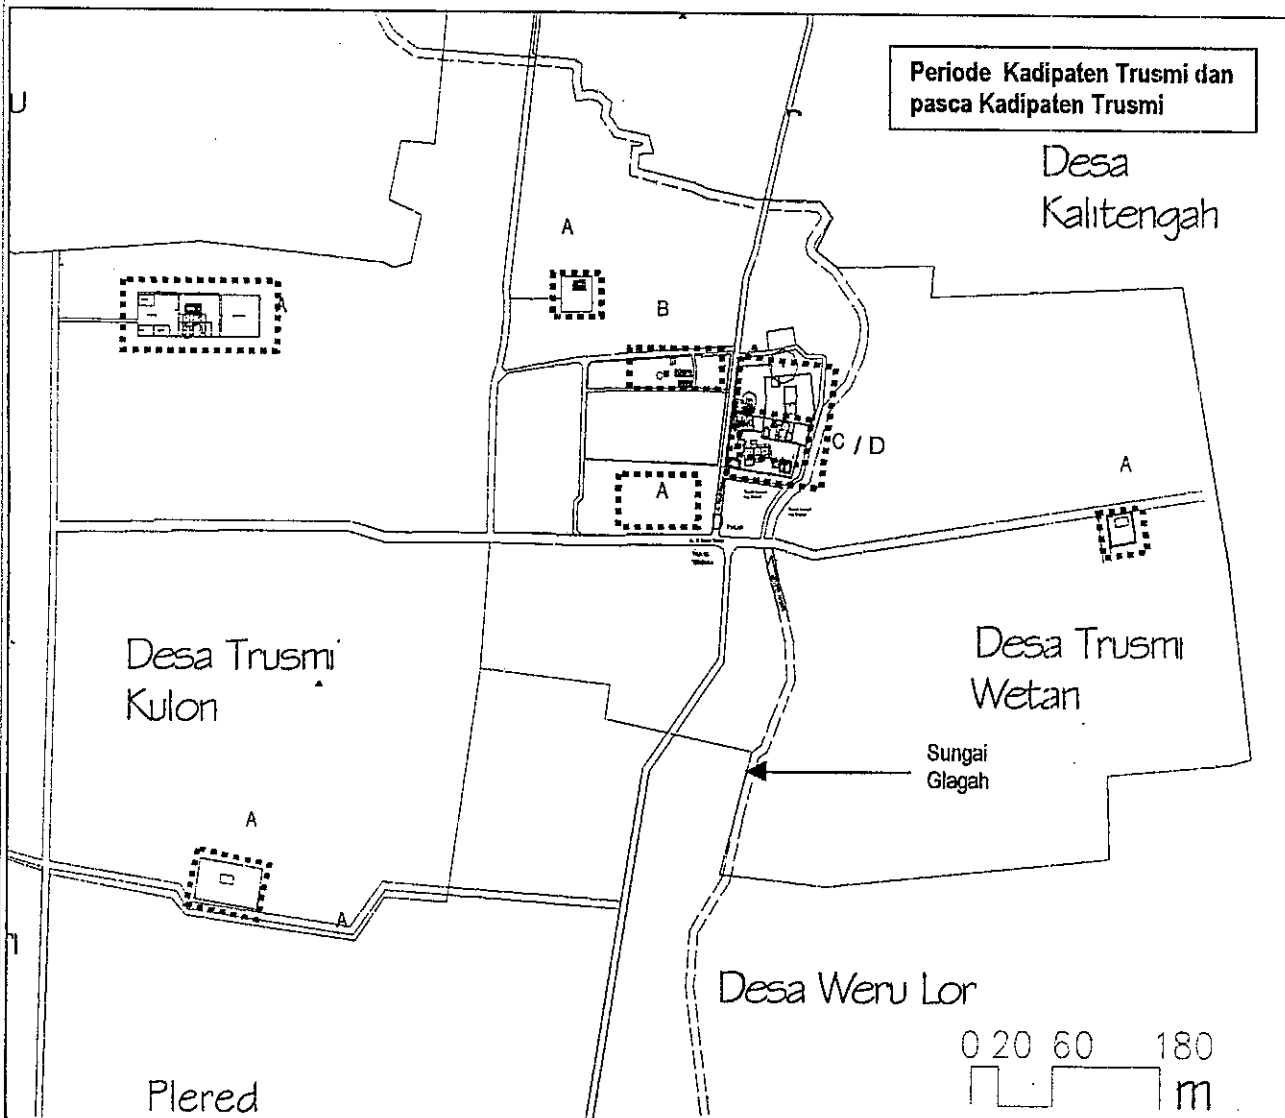 Periode Kadipaten Trusmi dan
pasca Kadipaten Trusmi
Desa
Kalitengah
A
A
B
C
C / D
A
A
Desa Trusmi
Kulon
Desa Trusmi
Wetan
Sungai
Glagah
A
A
Desa Weru Lor
Plered
0 20 60 180
m